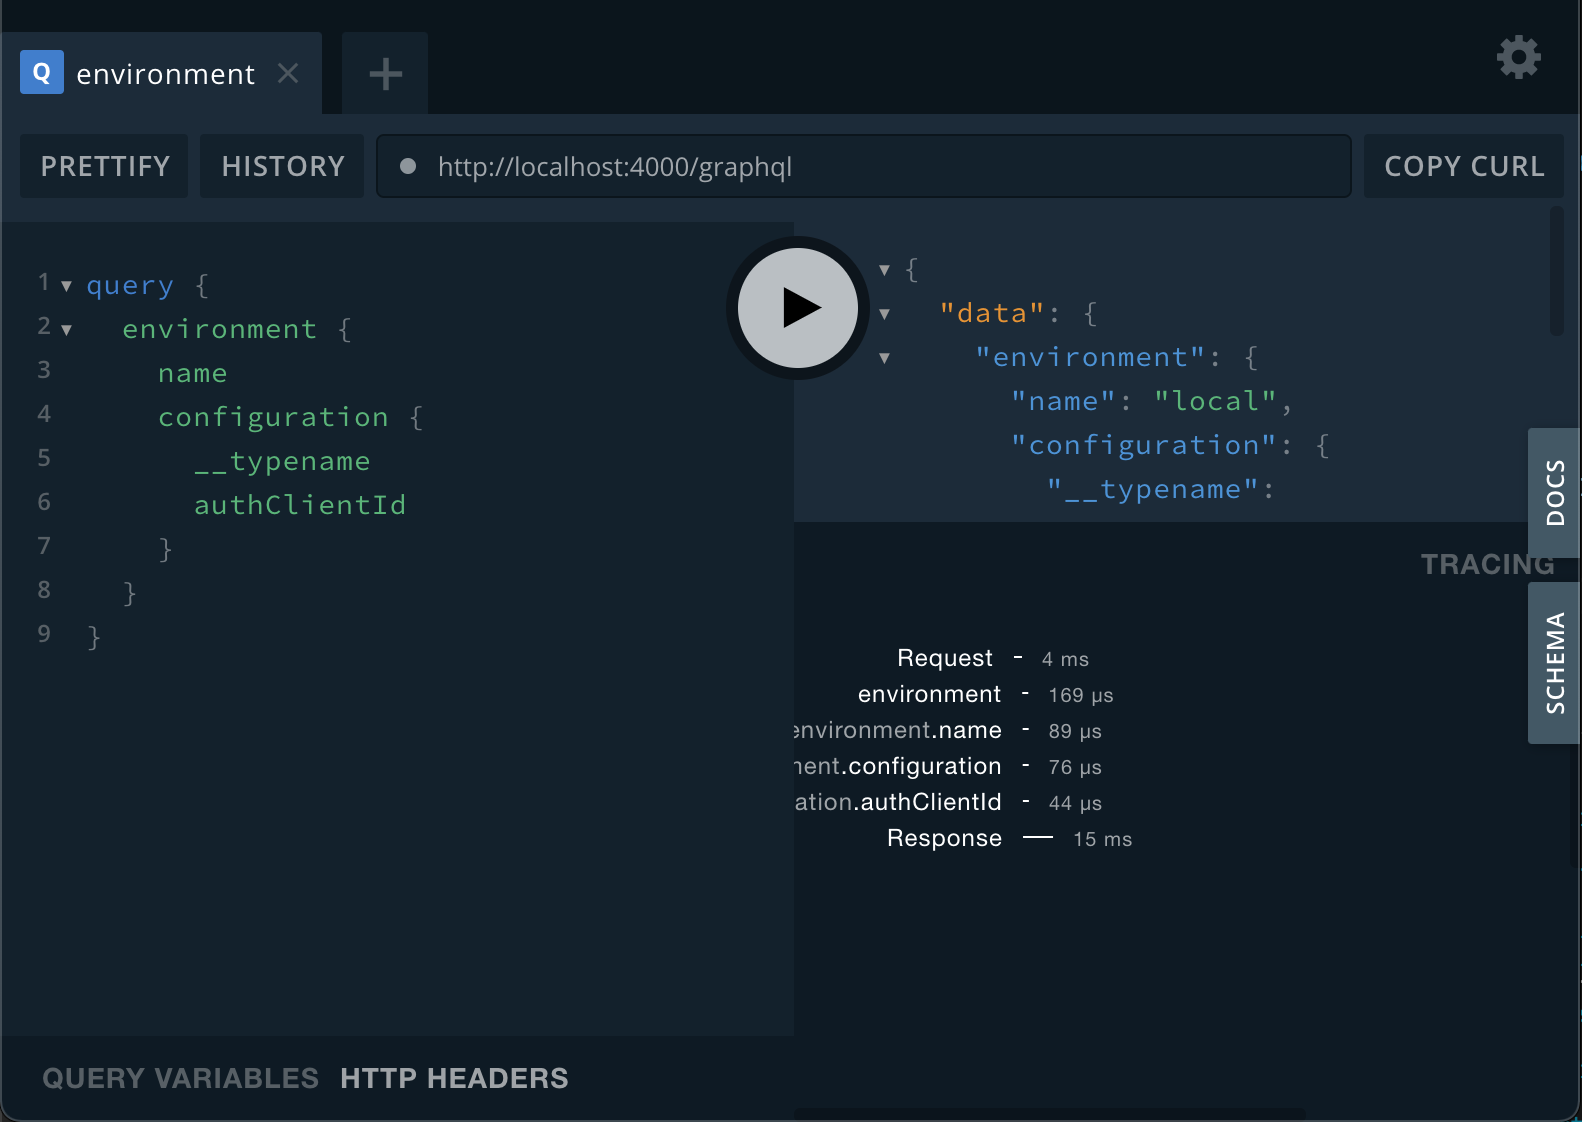 Q environment
PRETTIFY HISTORY http://localhost:4000/graphql COPY CURL
1 query {
2 environment {
3 name
4 configuration {
5 __typename
6 authClientId
7 }
8 }
9 }
{
"data": {
"environment": {
"name": "local",
"configuration": {
"__typename":
DOCS
TRACING
SCHEMA
Request - 4 ms
environment - 169 µs
environment.name - 89 µs
ment.configuration - 76 µs
ation.authClientId - 44 µs
Response — 15 ms
QUERY VARIABLES HTTP HEADERS